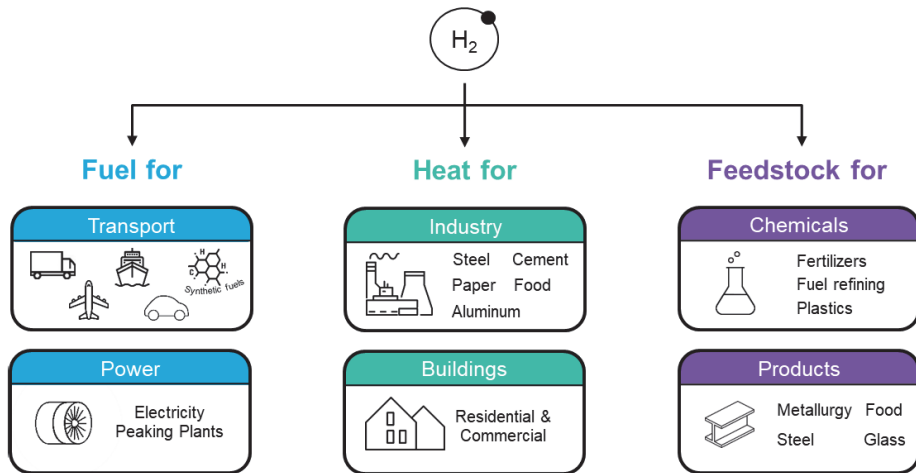 H2
Fuel for
Heat for
Feedstock for
Transport
C
H
H
Synthetic fuels
Industry
Steel Cement
Paper Food
Aluminum
Chemicals
Fertilizers
Fuel refining
Plastics
Power
Electricity
Peaking Plants
Buildings
Residential &
Commercial
Products
Metallurgy Food
Steel Glass